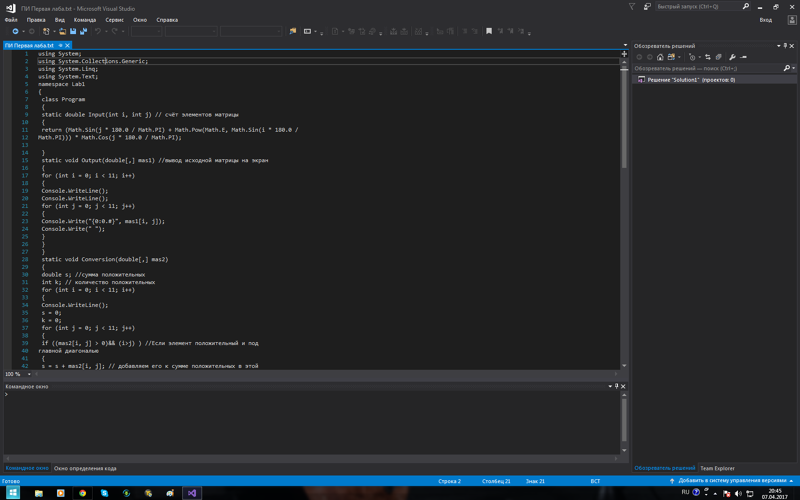 ПИ Первая лаба.txt - Microsoft Visual Studio
Быстрый запуск (Ctrl+Q)
Файл Правка Вид Команда Сервис Окно Справка
Вход
ПИ Первая лаба.txt
1 using System;
2 using System.Collections.Generic;
3 using System.Linq;
4 using System.Text;
5 namespace Lab1
6 {
7 class Program
8 {
9 static double Input(int i, int j) // счёт элементов матрицы
10 {
11 return (Math.Sin(j * 180.0 / Math.PI) + Math.Pow(Math.E, Math.Sin(i * 180.0 /
12 Math.PI))) * Math.Cos(j * 180.0 / Math.PI);
13
14 }
15 static void Output(double[,] mas1) //вывод исходной матрицы на экран
16 {
17 for (int i = 0; i < 11; i++)
18 {
19 Console.WriteLine();
20 Console.WriteLine();
21 for (int j = 0; j < 11; j++)
22 {
23 Console.Write("{0:0.#}", mas1[i, j]);
24 Console.Write(" ");
25 }
26 }
27 }
28 static void Conversion(double[,] mas2)
29 {
30 double s; //сумма положительных
31 int k; // количество положительных
32 for (int i = 0; i < 11; i++)
33 {
34 Console.WriteLine();
35 s = 0;
36 k = 0;
37 for (int j = 0; j < 11; j++)
38 {
39 if ((mas2[i, j] > 0)&& (i>j) ) //Если элемент положительный и под
40 главной диагональю
41 {
42 s = s + mas2[i, j]; // добавляем его к сумме положительных в этой
100 %
Обозреватель решений
Обозреватель решений — поиск (Ctrl+;)
Решение "Solution1" (проектов: 0)
Командное окно
>
Командное окно Окно определения кода
Обозреватель решений Team Explorer
Готово
Строка 2 Столбец 21 Знак 21 ВСТ
Добавить в систему управления версиями
RU
20:45
07.04.2017